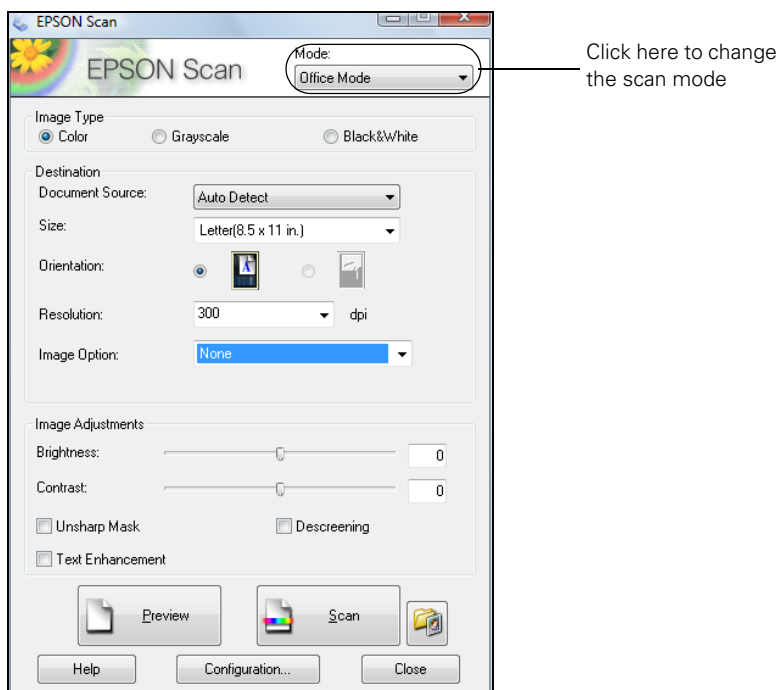 EPSON Scan
EPSON Scan
Mode:
Office Mode
Click here to change
the scan mode
Image Type
Color Grayscale Black&White
Destination
Document Source: Auto Detect
Size: Letter(8.5 x 11 in.)
Orientation: A
Resolution: 300 dpi
Image Option: None
Image Adjustments
Brightness: 0
Contrast: 0
Unsharp Mask Descreening
Text Enhancement
Preview Scan
Help Configuration... Close